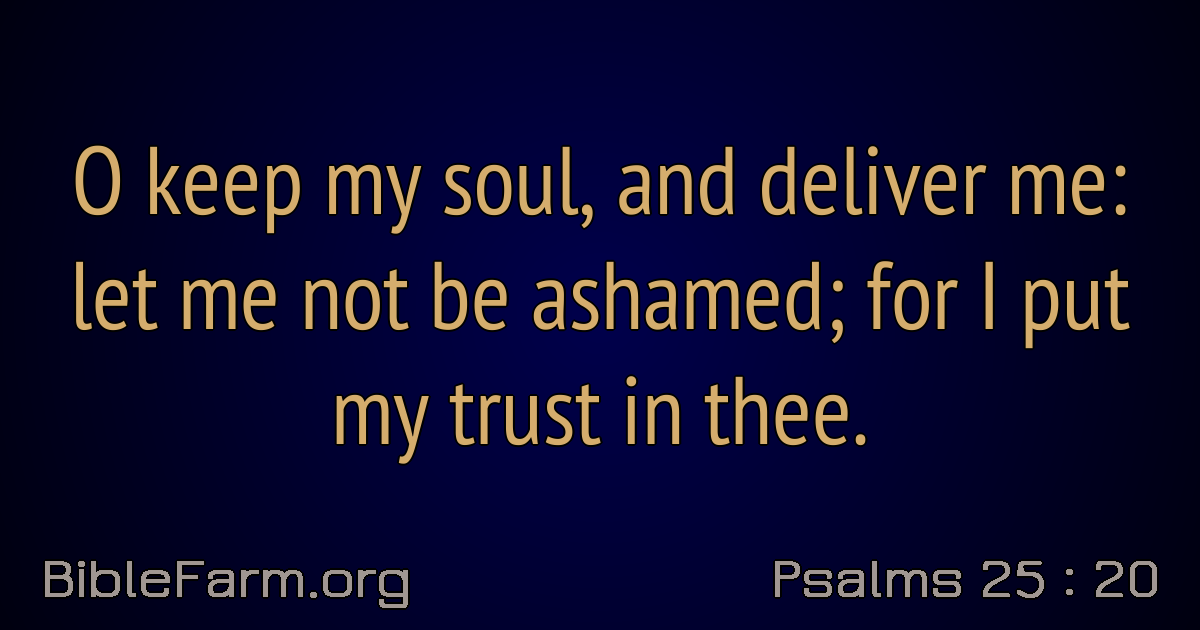 O keep my soul, and deliver me:
let me not be ashamed; for I put
my trust in thee.
BibleFarm.org
Psalms 25 : 20